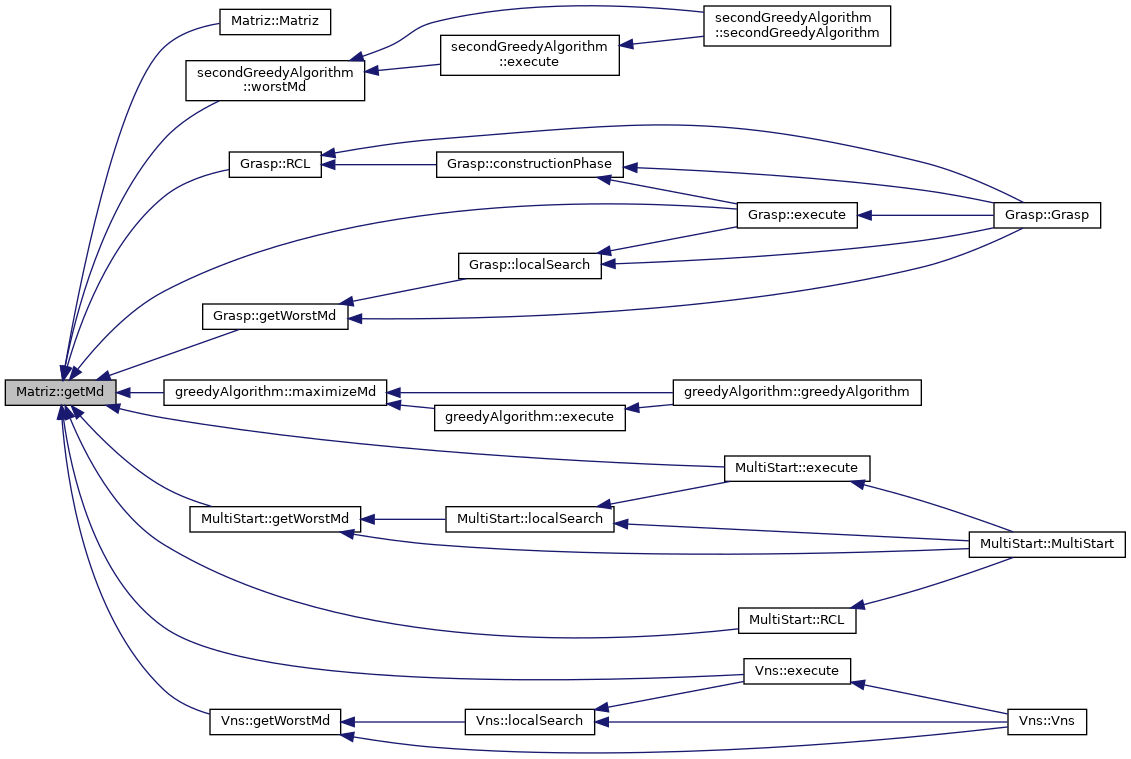 Matriz::Matriz
secondGreedyAlgorithm
::secondGreedyAlgorithm
secondGreedyAlgorithm
::execute
secondGreedyAlgorithm
::worstMd
Grasp::RCL
Grasp::constructionPhase
Grasp::execute
Grasp::Grasp
Grasp::localSearch
Grasp::getWorstMd
Matriz::getMd
greedyAlgorithm::maximizeMd
greedyAlgorithm::greedyAlgorithm
greedyAlgorithm::execute
MultiStart::execute
MultiStart::getWorstMd
MultiStart::localSearch
MultiStart::MultiStart
MultiStart::RCL
Vns::execute
Vns::getWorstMd
Vns::localSearch
Vns::Vns